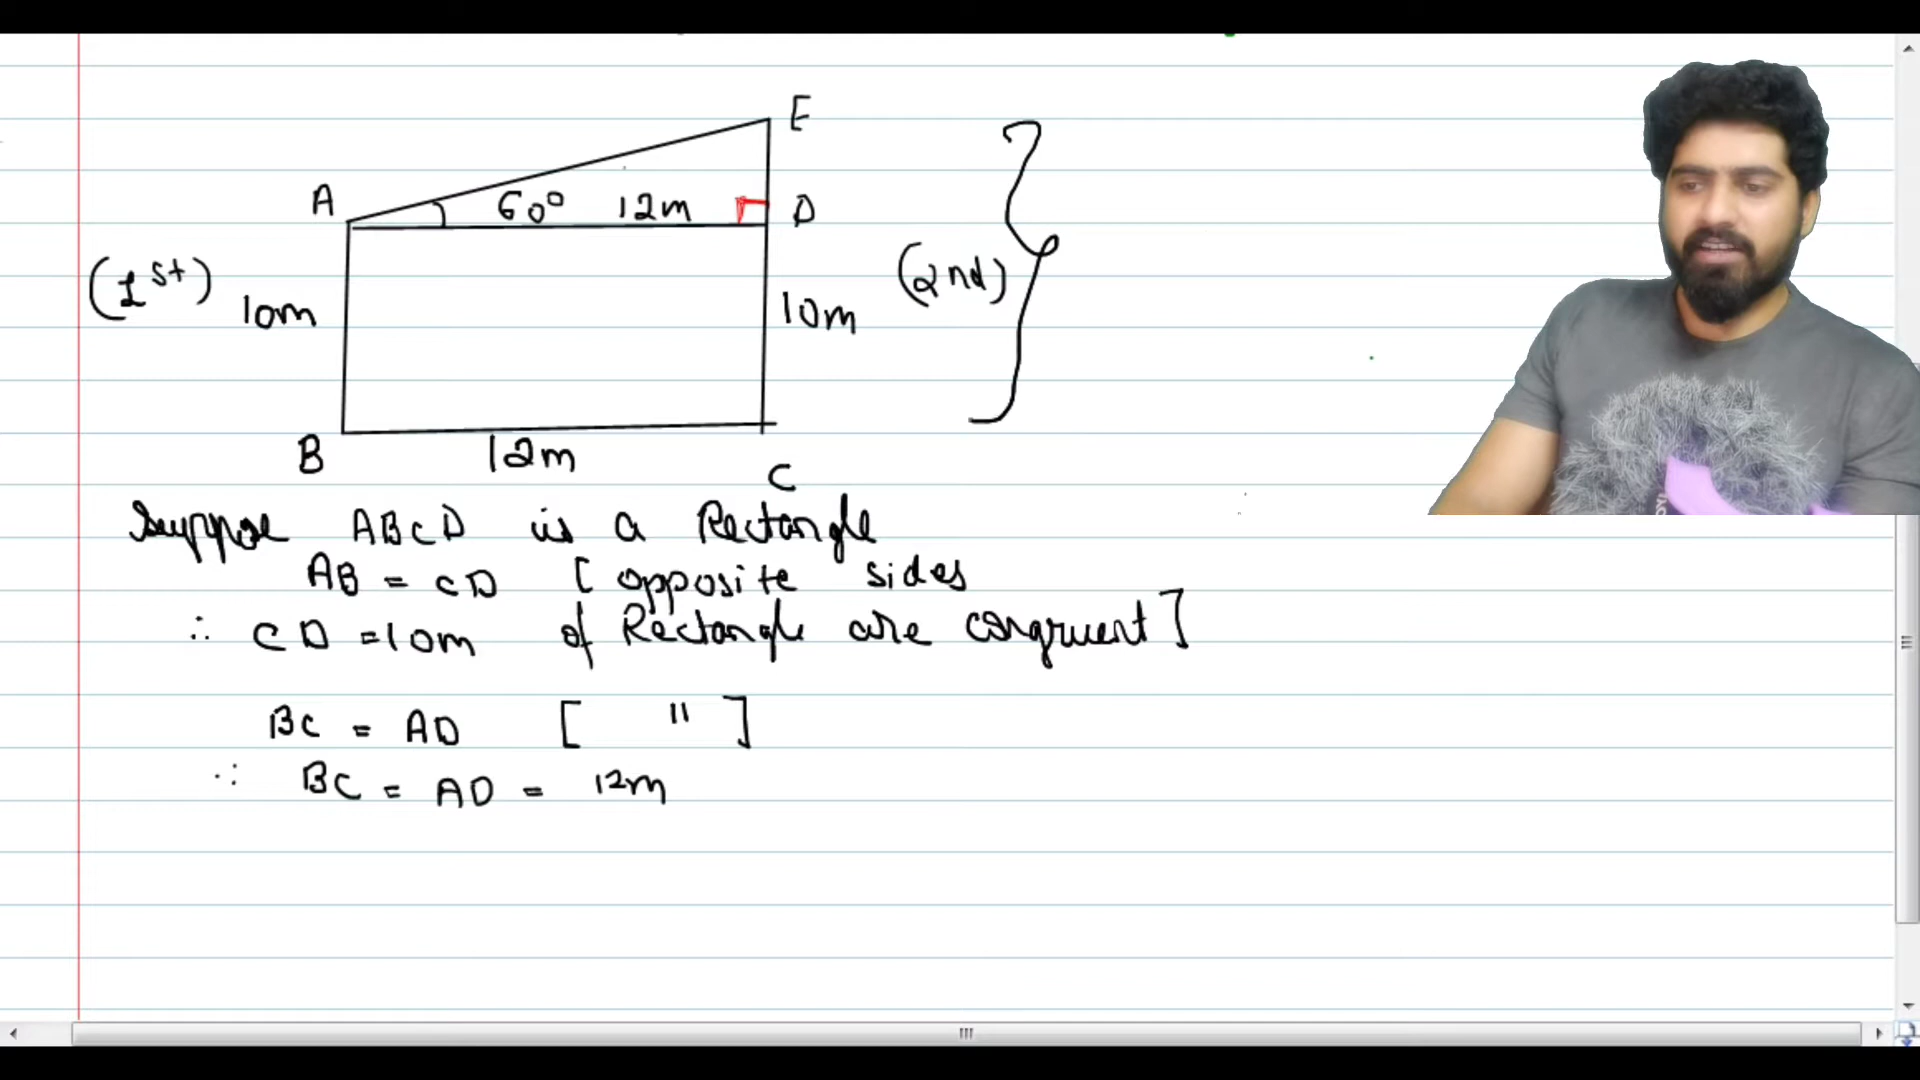 E
A 60° 12m D
(1st) 10m 10m (2nd)
B 12m C
Suppose ABCD is a Rectangle
AB = CD [ opposite sides
∴ CD = 10m of Rectangle are congruent ]
BC = AD [ " ]
∴ BC = AD = 12m